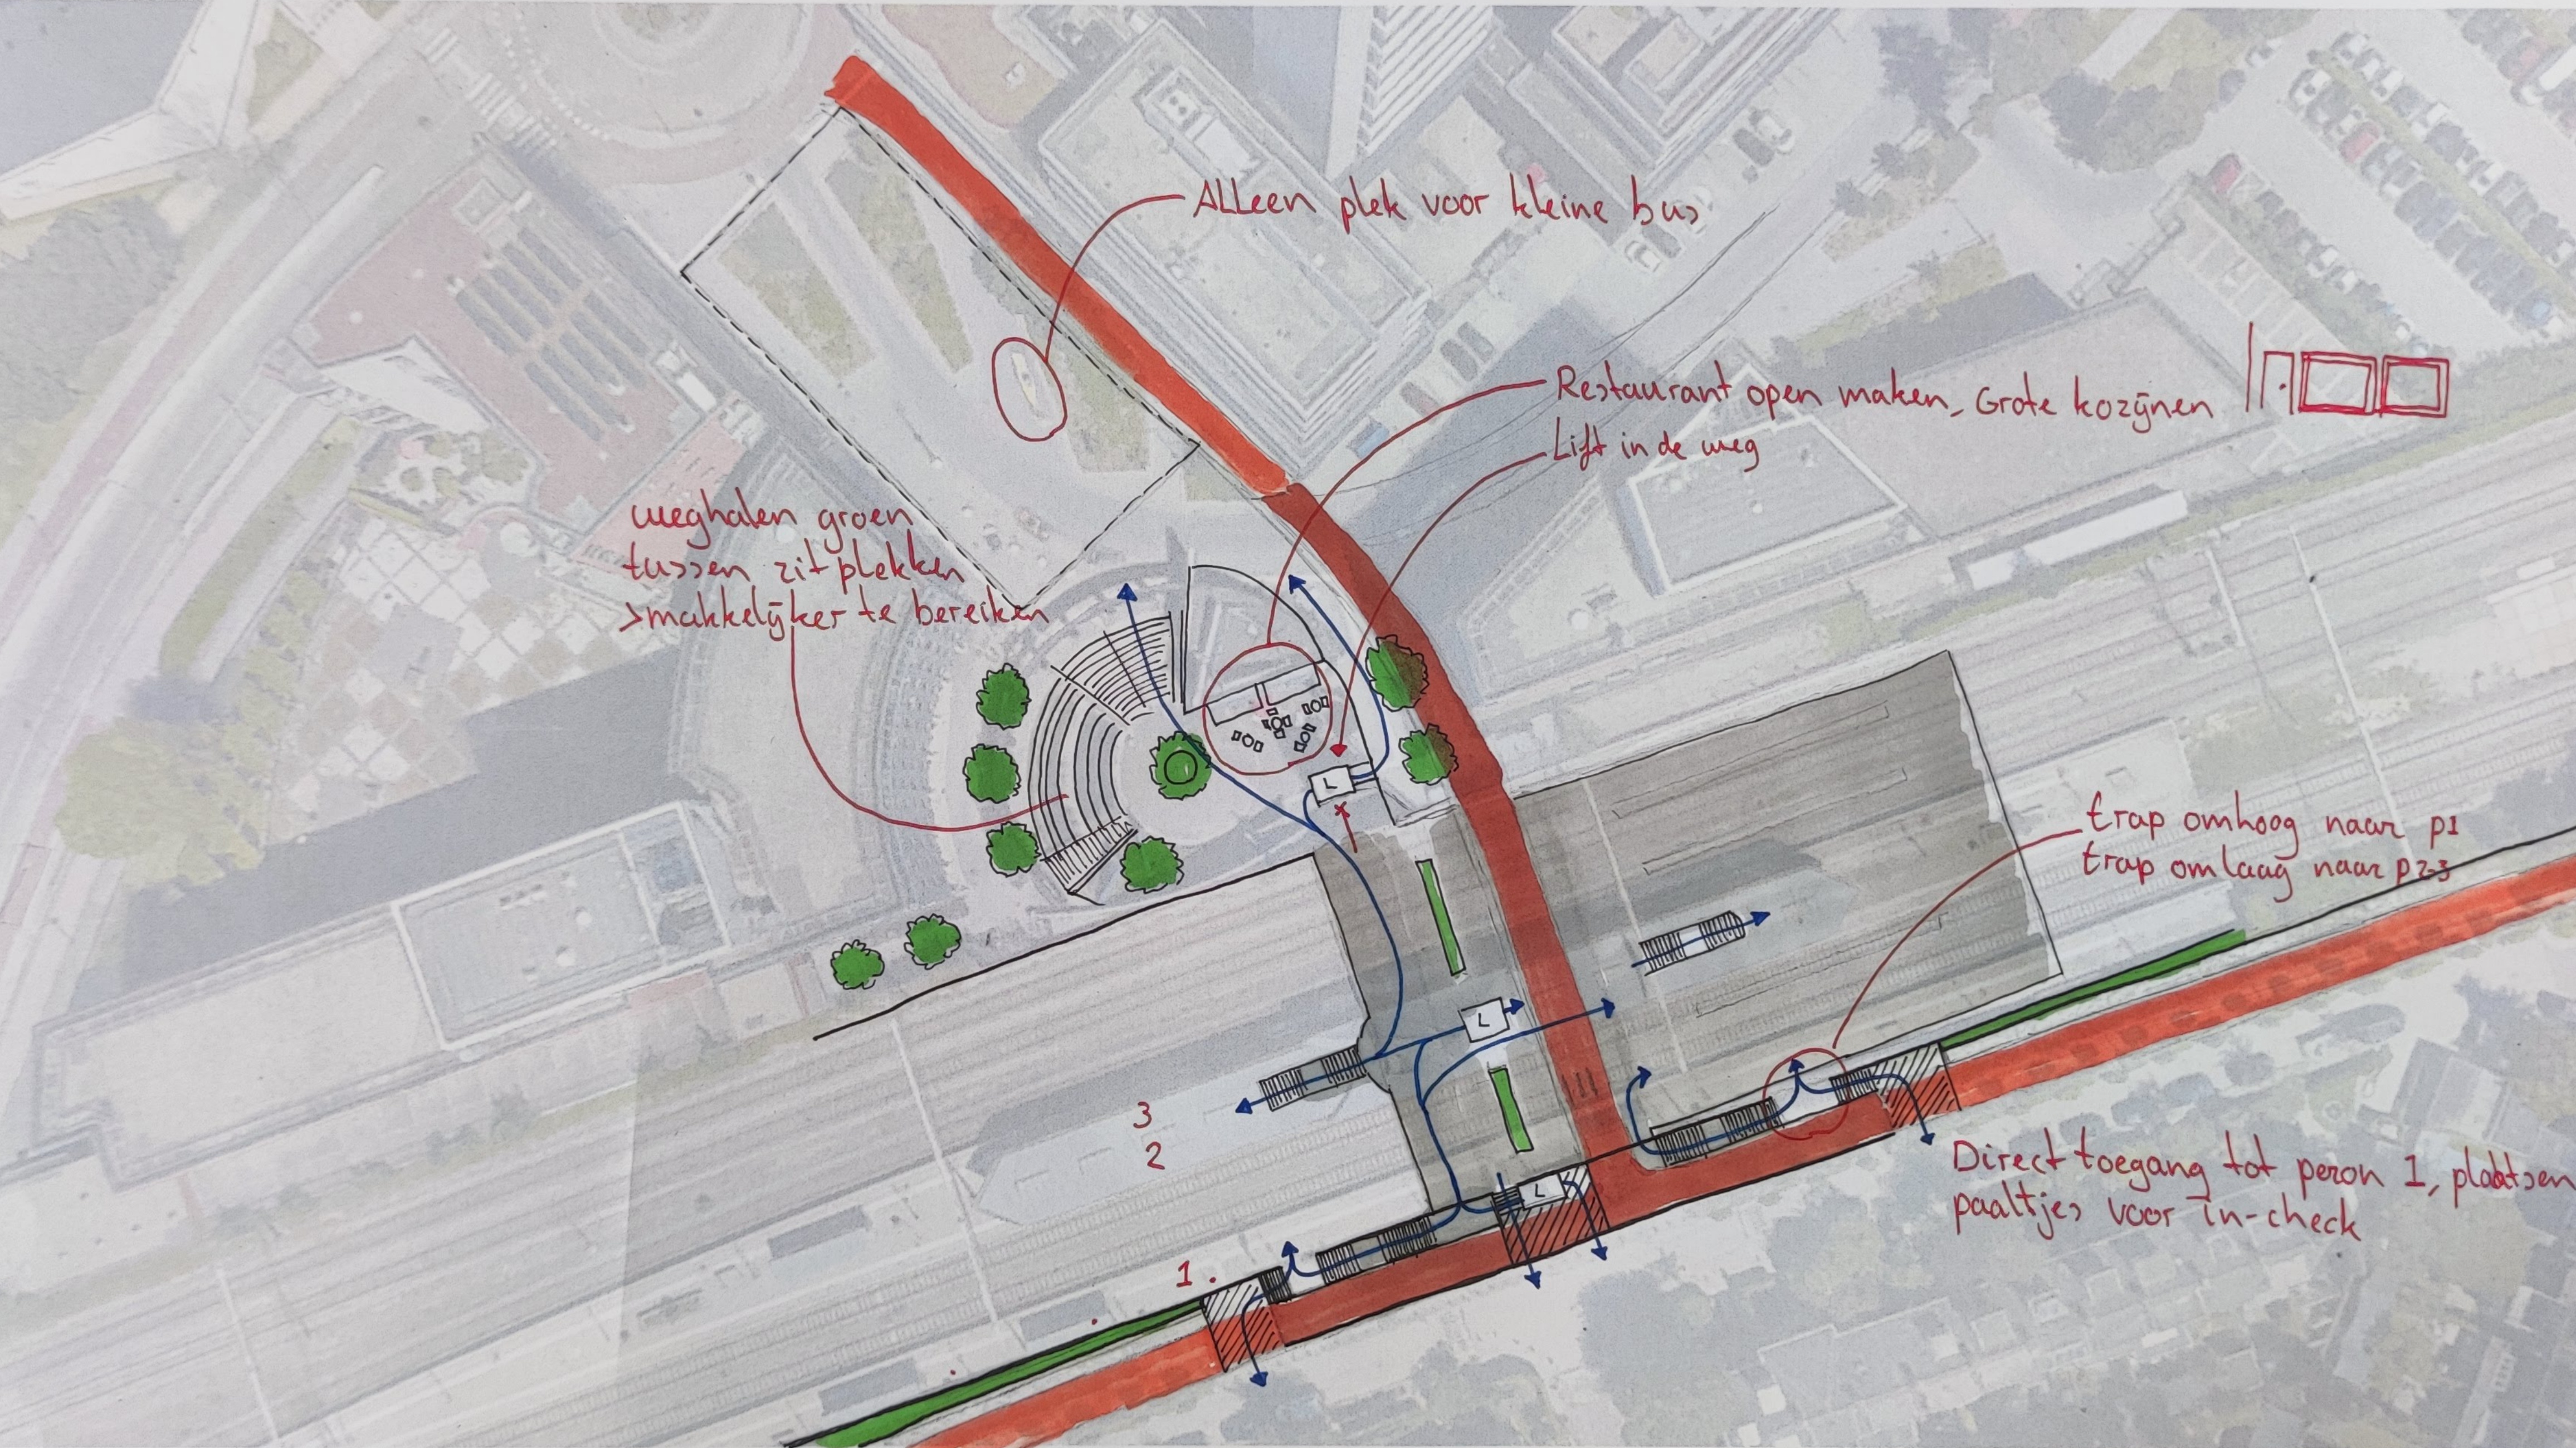 ALLeen plek voor kleine bus
Restaurant open maken, Grote kozijnen
Lift in de weg
weghalen groen
tussen zitplekken
>makkelijker te bereiken
L
trap omhoog naar p1
trap omlaag naar p2-3
L
3
2
Direct toegang tot peron 1, plaatsen
paaltjes voor in-check
L
1.